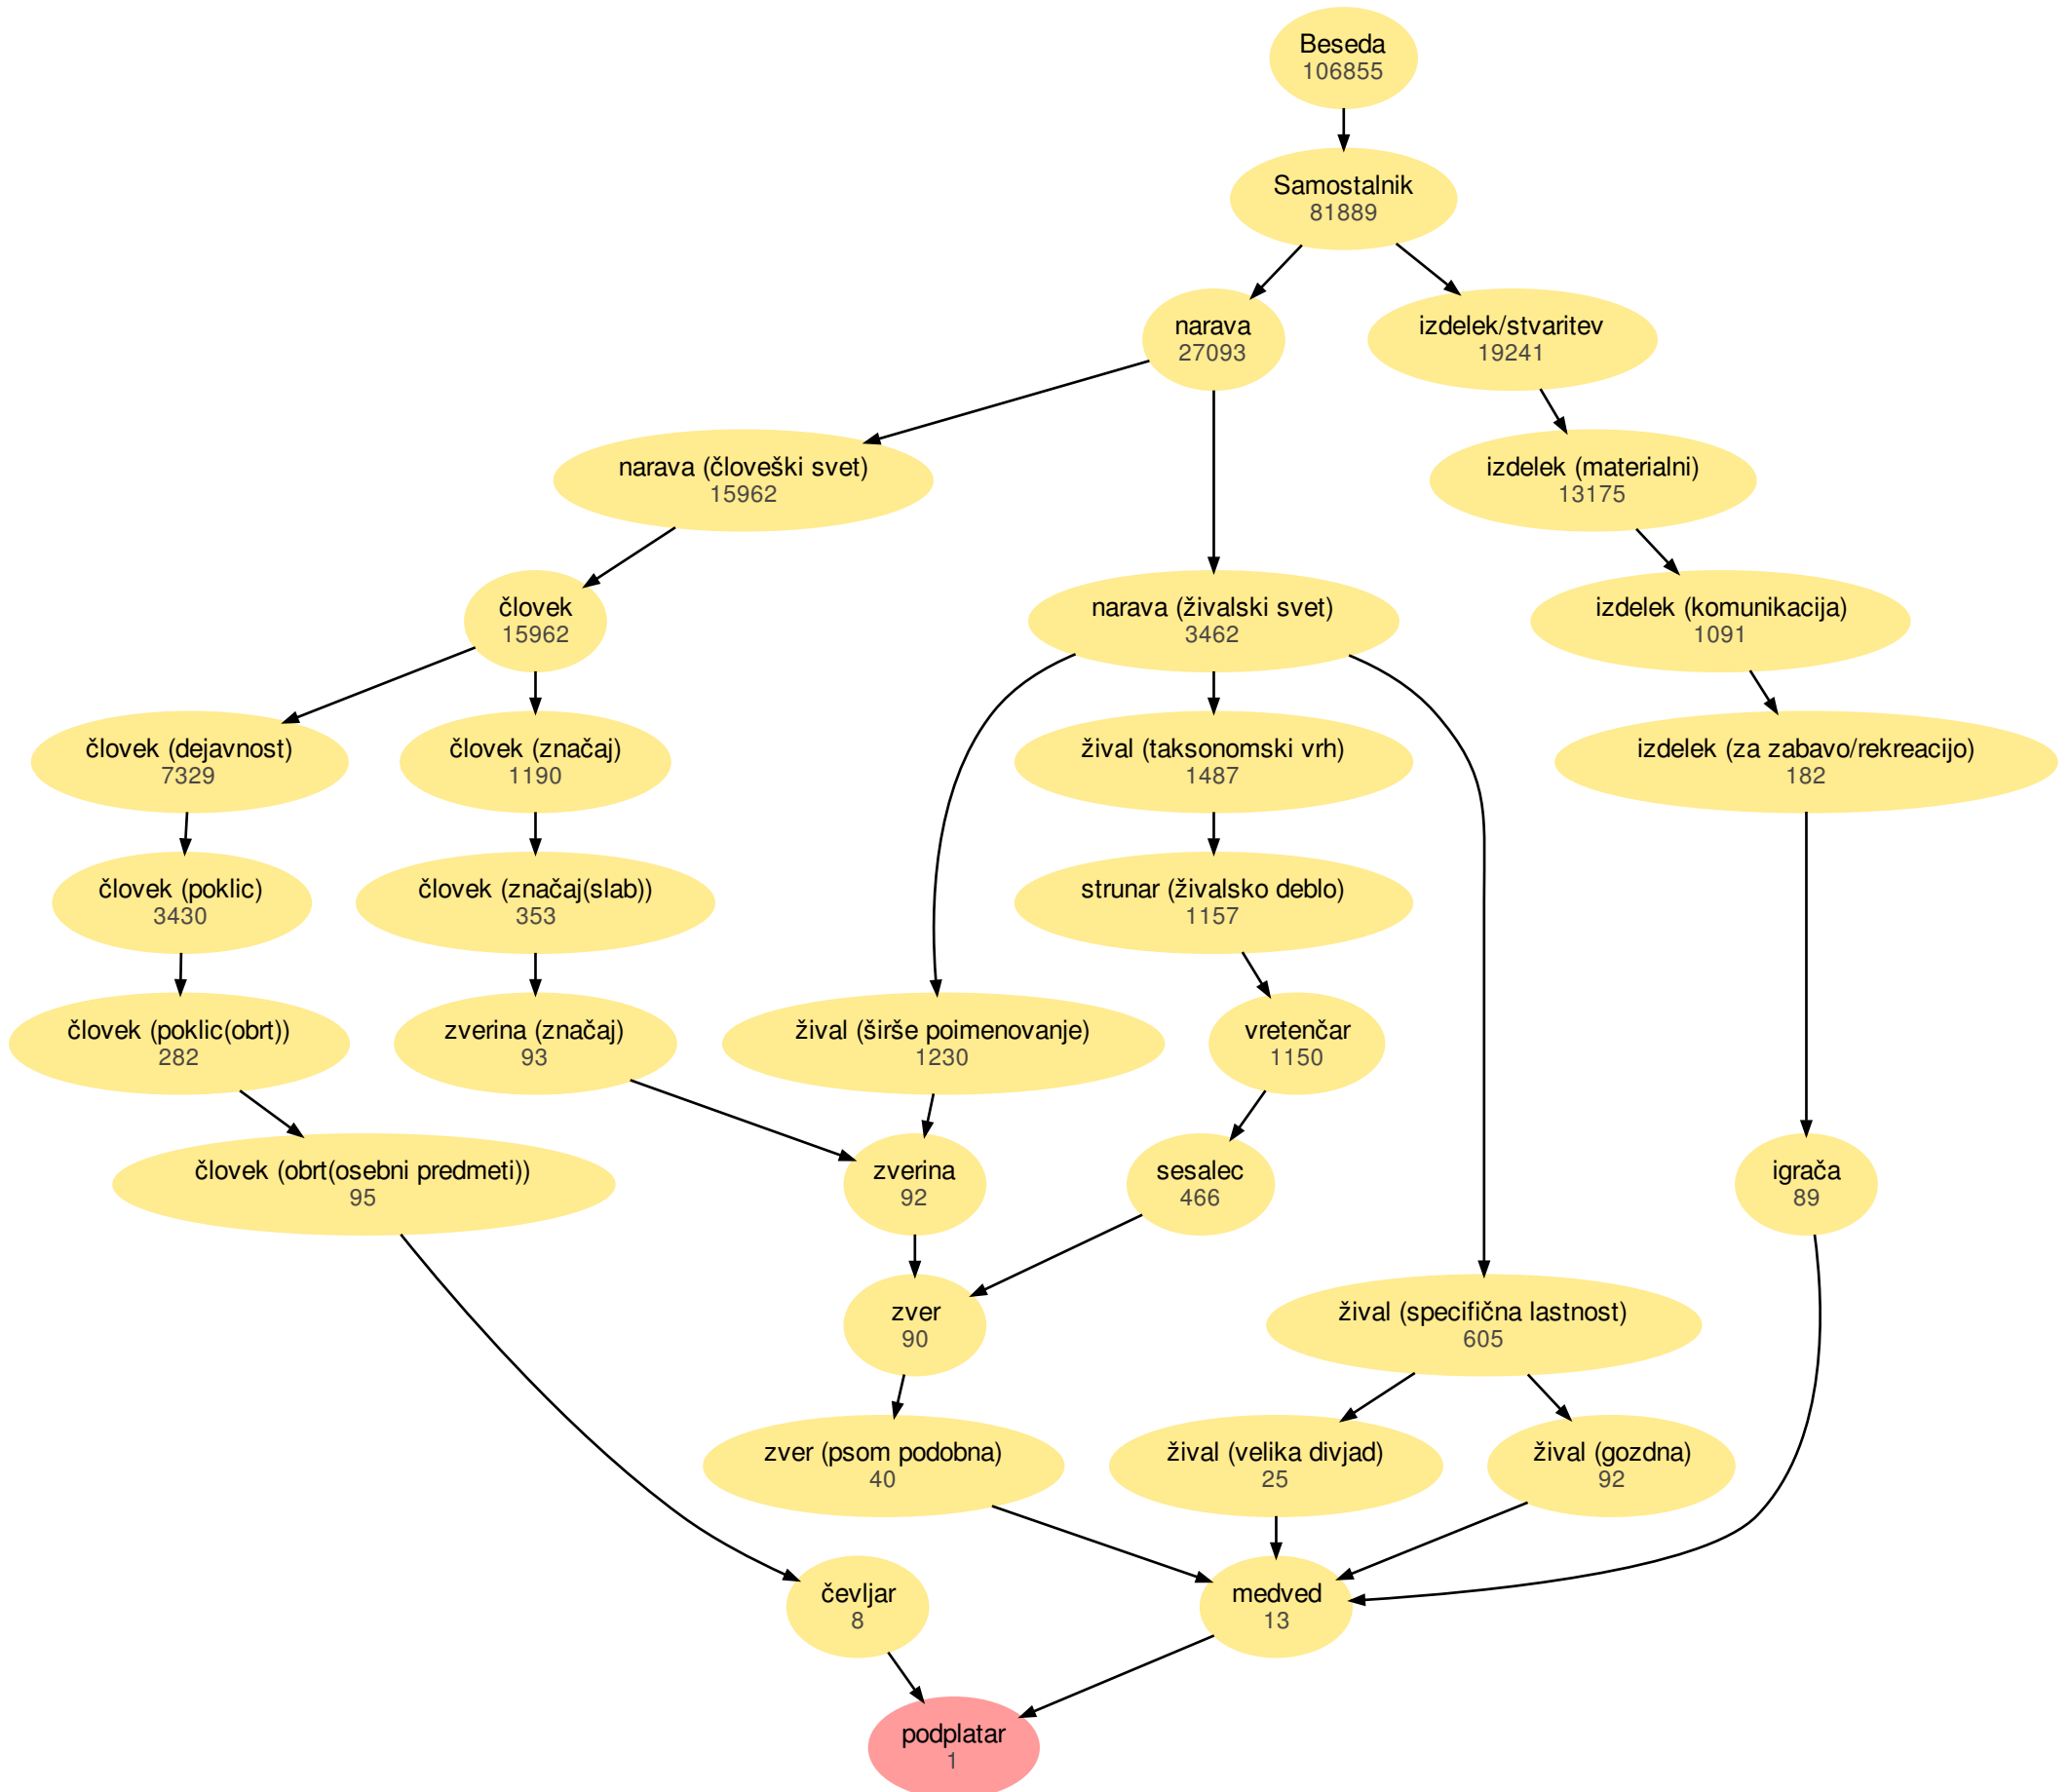 Beseda
106855
Samostalnik
81889
narava
27093
izdelek/stvaritev
19241
narava (človeški svet)
15962
izdelek (materialni)
13175
človek
15962
narava (živalski svet)
3462
izdelek (komunikacija)
1091
človek (dejavnost)
7329
človek (značaj)
1190
žival (taksonomski vrh)
1487
izdelek (za zabavo/rekreacijo)
182
človek (poklic)
3430
človek (značaj(slab))
353
strunar (živalsko deblo)
1157
človek (poklic(obrt))
282
zverina (značaj)
93
žival (širše poimenovanje)
1230
vretenčar
1150
človek (obrt(osebni predmeti))
95
zverina
92
sesalec
466
igrača
89
zver
90
žival (specifična lastnost)
605
zver (psom podobna)
40
žival (velika divjad)
25
žival (gozdna)
92
čevljar
8
medved
13
podplatar
1